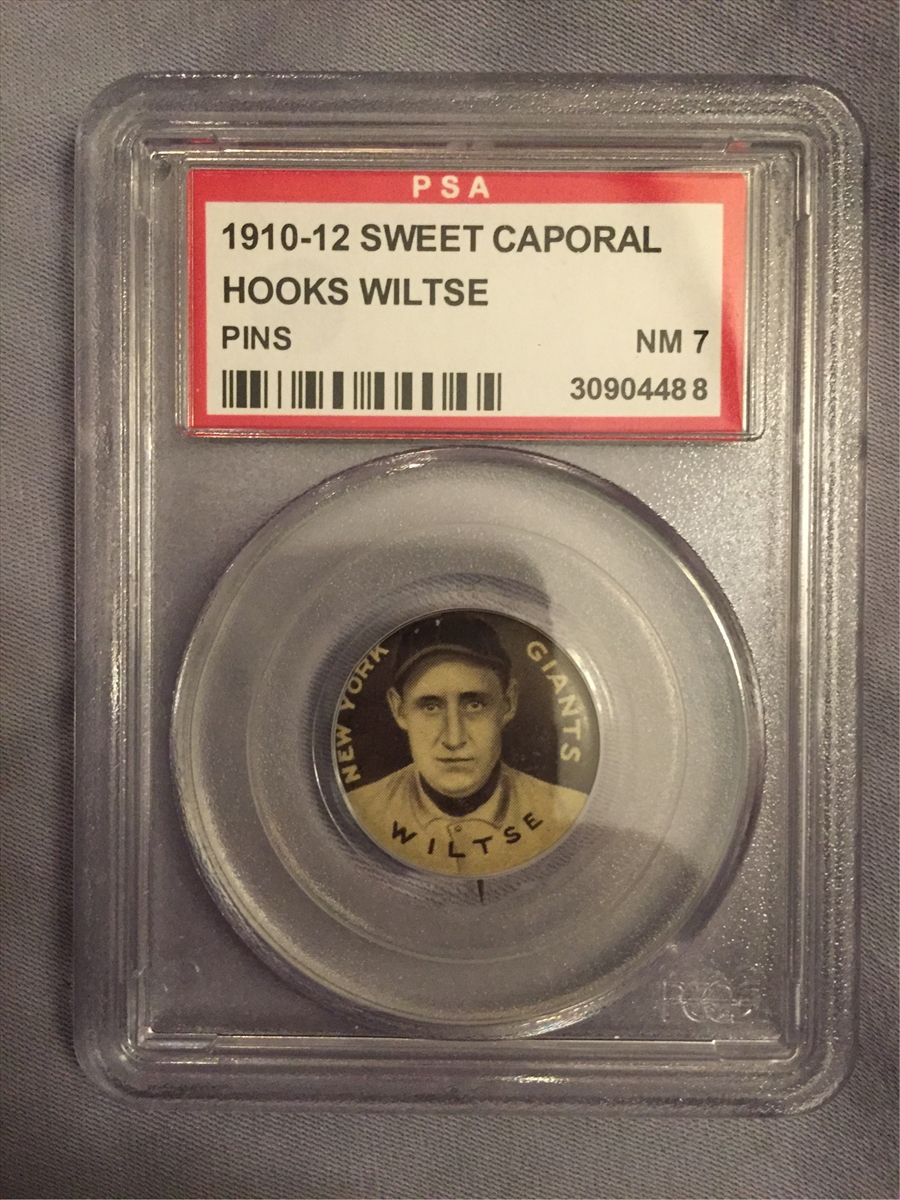 PSA
1910-12 SWEET CAPORAL
HOOKS WILTSE
PINS NM 7
30904488
NEW YORK GIANTS
WILTSE